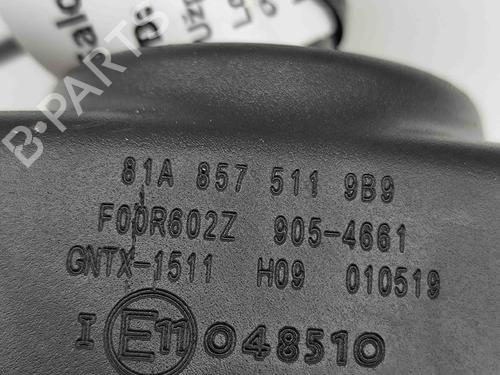 B-PARTS
81A 857 511 9B9
F00R602Z 905-4661
GNTX-1511 H09 010519
I E11 048510